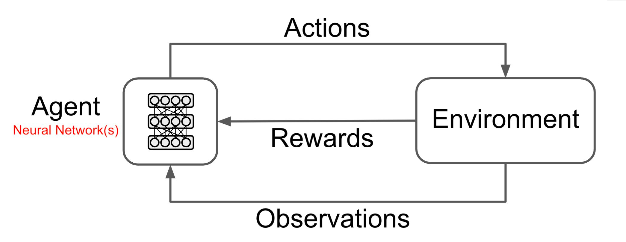 Actions
Agent
Neural Network(s)
Environment
Rewards
Observations